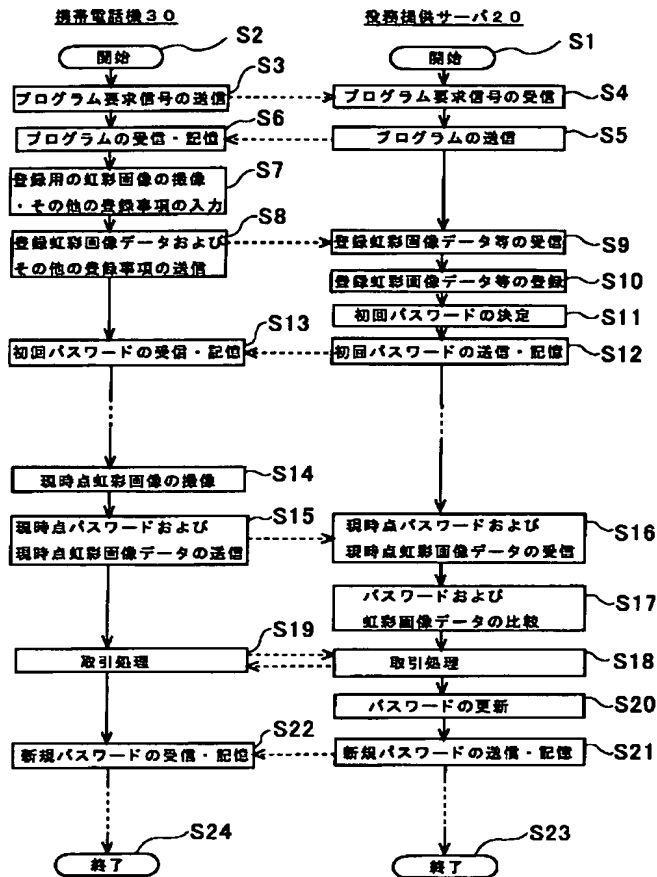 携帯電話機30
役務提供サーバ20
開始
S2
開始
S1
S3
プログラム要求信号の送信
プログラム要求信号の受信
S4
S6
プログラムの受信・記憶
プログラムの送信
S5
S7
登録用の虹彩画像の撮像
・その他の登録事項の入力
S8
登録虹彩画像データおよび
その他の登録事項の送信
登録虹彩画像データ等の受信
S9
登録虹彩画像データ等の登録
S10
初回パスワードの決定
S11
S13
初回パスワードの受信・記憶
初回パスワードの送信・記憶
S12
現時点虹彩画像の撮像
S14
S15
現時点パスワードおよび
現時点虹彩画像データの送信
現時点パスワードおよび
現時点虹彩画像データの受信
S16
パスワードおよび
虹彩画像データの比較
S17
S19
取引処理
取引処理
S18
パスワードの更新
S20
S22
新規パスワードの受信・記憶
新規パスワードの送信・記憶
S21
S24
終了
S23
終了